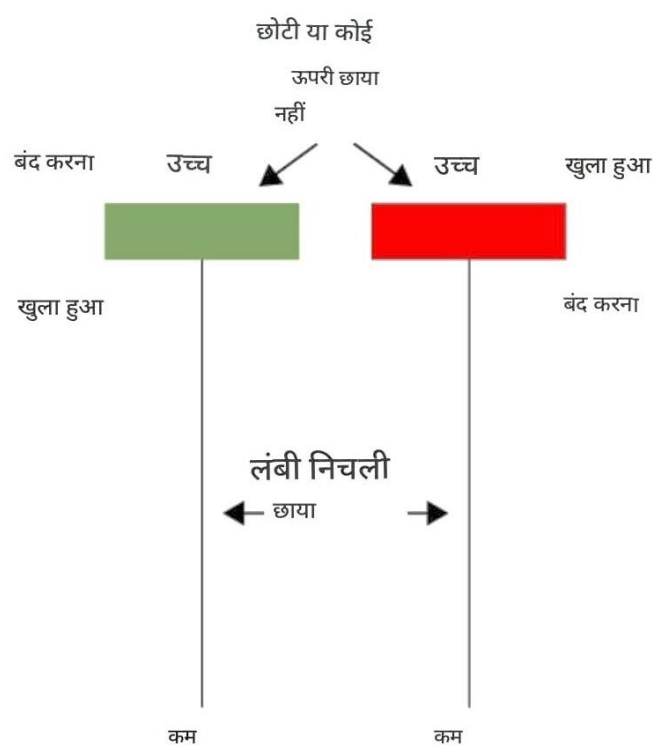 छोटी या कोई
ऊपरी छाया
नहीं
बंद करना उच्च उच्च खुला हुआ
खुला हुआ बंद करना
लंबी निचली
छाया
कम कम